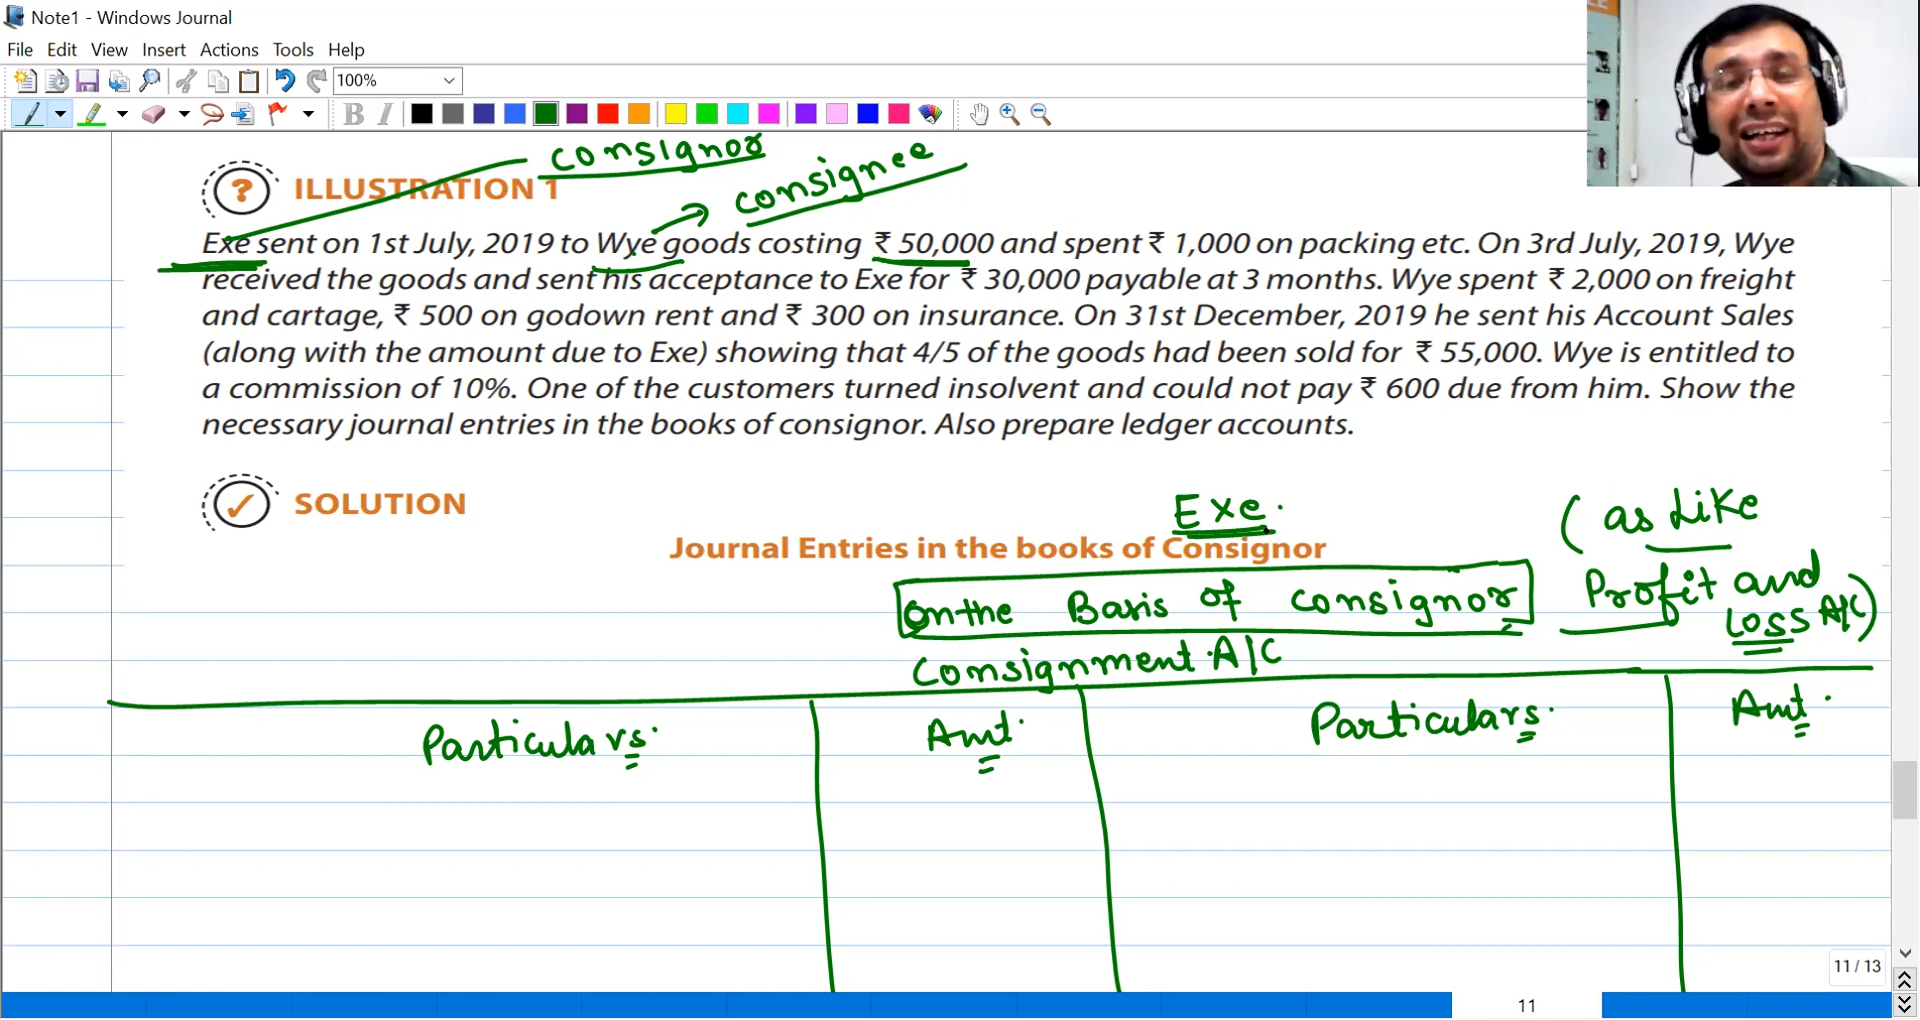 Note1 - Windows Journal
File Edit View Insert Actions Tools Help
100%
B I
consignor
consignee
? ILLUSTRATION 1
Exe sent on 1st July, 2019 to Wye goods costing ₹ 50,000 and spent ₹ 1,000 on packing etc. On 3rd July, 2019, Wye
received the goods and sent his acceptance to Exe for ₹ 30,000 payable at 3 months. Wye spent ₹ 2,000 on freight
and cartage, ₹ 500 on godown rent and ₹ 300 on insurance. On 31st December, 2019 he sent his Account Sales
(along with the amount due to Exe) showing that 4/5 of the goods had been sold for ₹ 55,000. Wye is entitled to
a commission of 10%. One of the customers turned insolvent and could not pay ₹ 600 due from him. Show the
necessary journal entries in the books of consignor. Also prepare ledger accounts.
✓ SOLUTION
Exe.
Journal Entries in the books of Consignor
(as Like
Profit and
Loss A/C)
On the Basis of consignor
Consignment A/C
Particulars. Amt. Particulars. Amt.
11 / 13
11